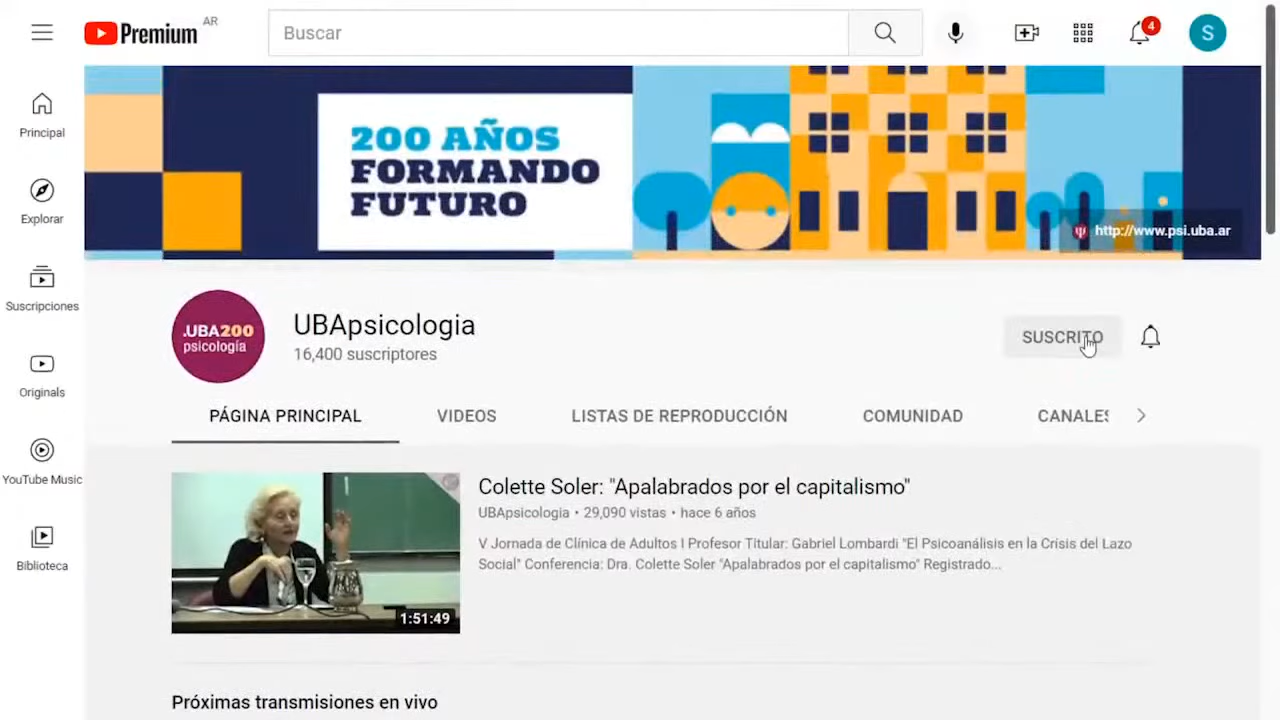 Premium AR
Buscar
4
S
Principal
Explorar
Suscripciones
Originals
YouTube Music
Biblioteca
200 AÑOS
FORMANDO
FUTURO
http://www.psi.uba.ar
.UBA200
psicología
UBApsicologia
16,400 suscriptores
SUSCRITO
PÁGINA PRINCIPAL VIDEOS LISTAS DE REPRODUCCIÓN COMUNIDAD CANALES
1:51:49
Colette Soler: "Apalabrados por el capitalismo"
UBApsicologia • 29,090 vistas • hace 6 años
V Jornada de Clínica de Adultos I Profesor Titular: Gabriel Lombardi "El Psicoanálisis en la Crisis del Lazo
Social" Conferencia: Dra. Colette Soler "Apalabrados por el capitalismo" Registrado...
Próximas transmisiones en vivo